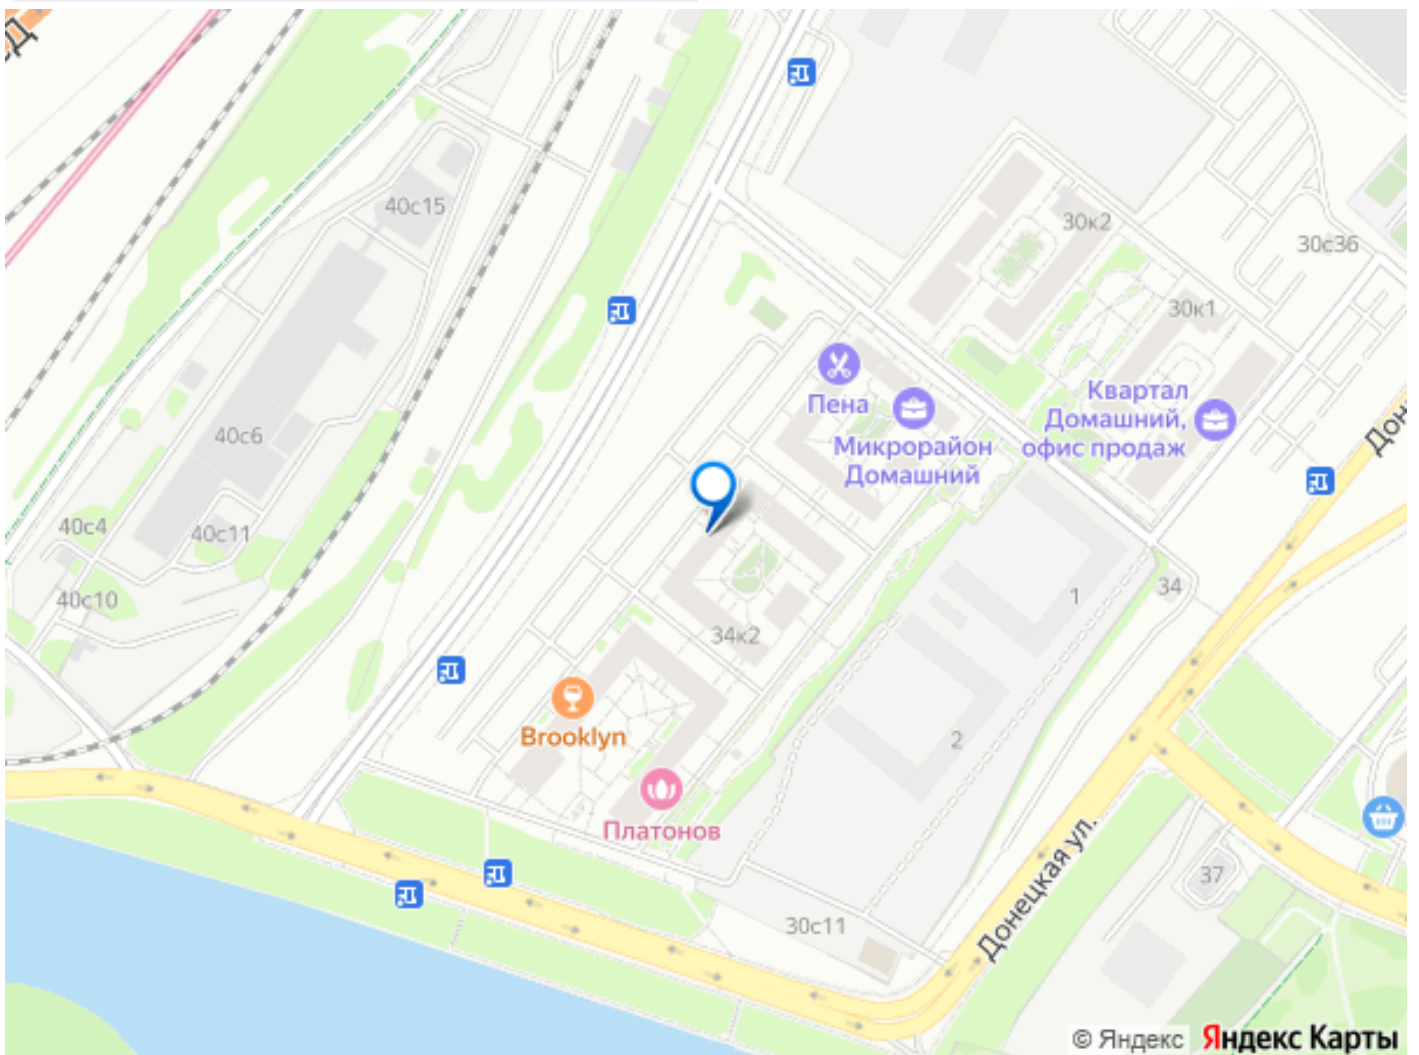 40с15
30к2
30с36
30к1
Пена
Квартал
Домашний,
офис продаж
Микрорайон
Домашний
40с6
40с4
40с11
40с10
1
34
34к2
2
Brooklyn
Платонов
Донецкая ул.
37
30с11
© Яндекс
Яндекс Карты